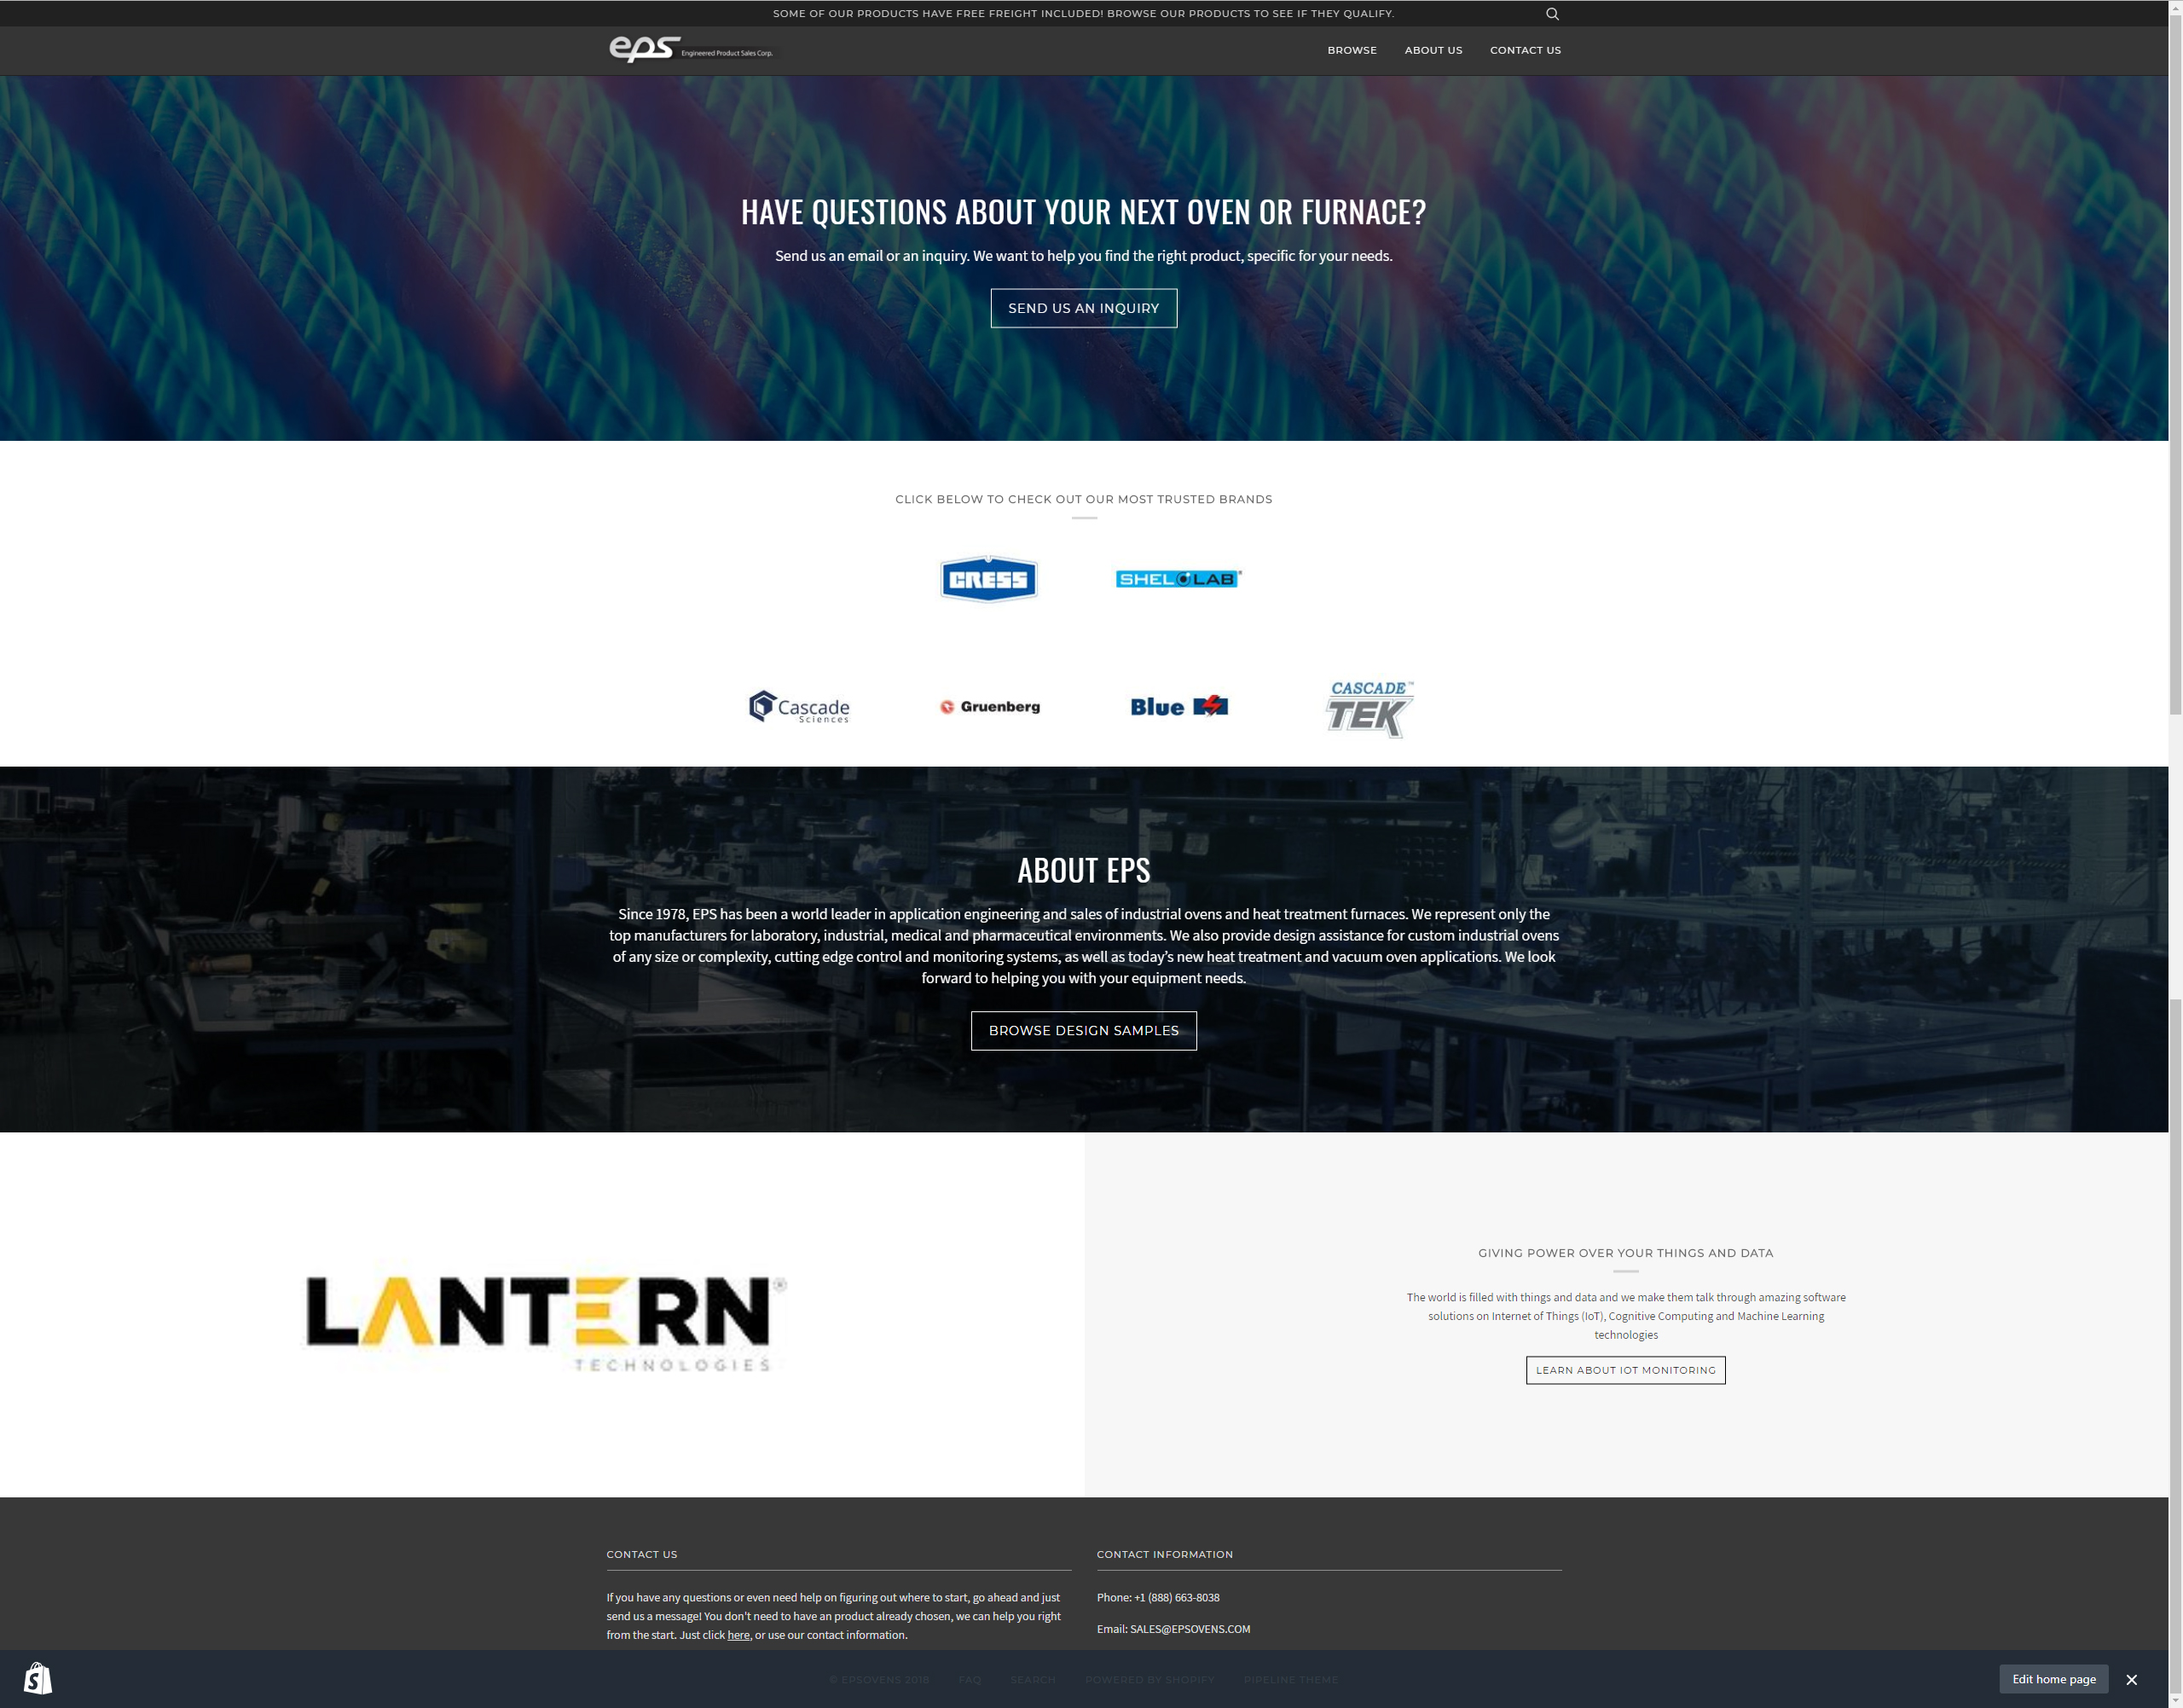 SOME OF OUR PRODUCTS HAVE FREE FREIGHT INCLUDED! BROWSE OUR PRODUCTS TO SEE IF THEY QUALIFY.
eps Engineered Product Sales Corp.
BROWSE
ABOUT US
CONTACT US
HAVE QUESTIONS ABOUT YOUR NEXT OVEN OR FURNACE?
Send us an email or an inquiry. We want to help you find the right product, specific for your needs.
SEND US AN INQUIRY
CLICK BELOW TO CHECK OUT OUR MOST TRUSTED BRANDS
CRESS
SHEL LAB
Cascade
Sciences
Gruenberg
Blue M
CASCADE™
TEK
ABOUT EPS
Since 1978, EPS has been a world leader in application engineering and sales of industrial ovens and heat treatment furnaces. We represent only the
top manufacturers for laboratory, industrial, medical and pharmaceutical environments. We also provide design assistance for custom industrial ovens
of any size or complexity, cutting edge control and monitoring systems, as well as today’s new heat treatment and vacuum oven applications. We look
forward to helping you with your equipment needs.
BROWSE DESIGN SAMPLES
LANTERN®
TECHNOLOGIES
GIVING POWER OVER YOUR THINGS AND DATA
The world is filled with things and data and we make them talk through amazing software
solutions on Internet of Things (IoT), Cognitive Computing and Machine Learning
technologies
LEARN ABOUT IOT MONITORING
CONTACT US
If you have any questions or even need help on figuring out where to start, go ahead and just
send us a message! You don't need to have an product already chosen, we can help you right
from the start. Just click here, or use our contact information.
CONTACT INFORMATION
Phone: +1 (888) 663-8038
Email: SALES@EPSOVENS.COM
© EPSOVENS 2018
FAQ
SEARCH
POWERED BY SHOPIFY
PIPELINE THEME
Edit home page